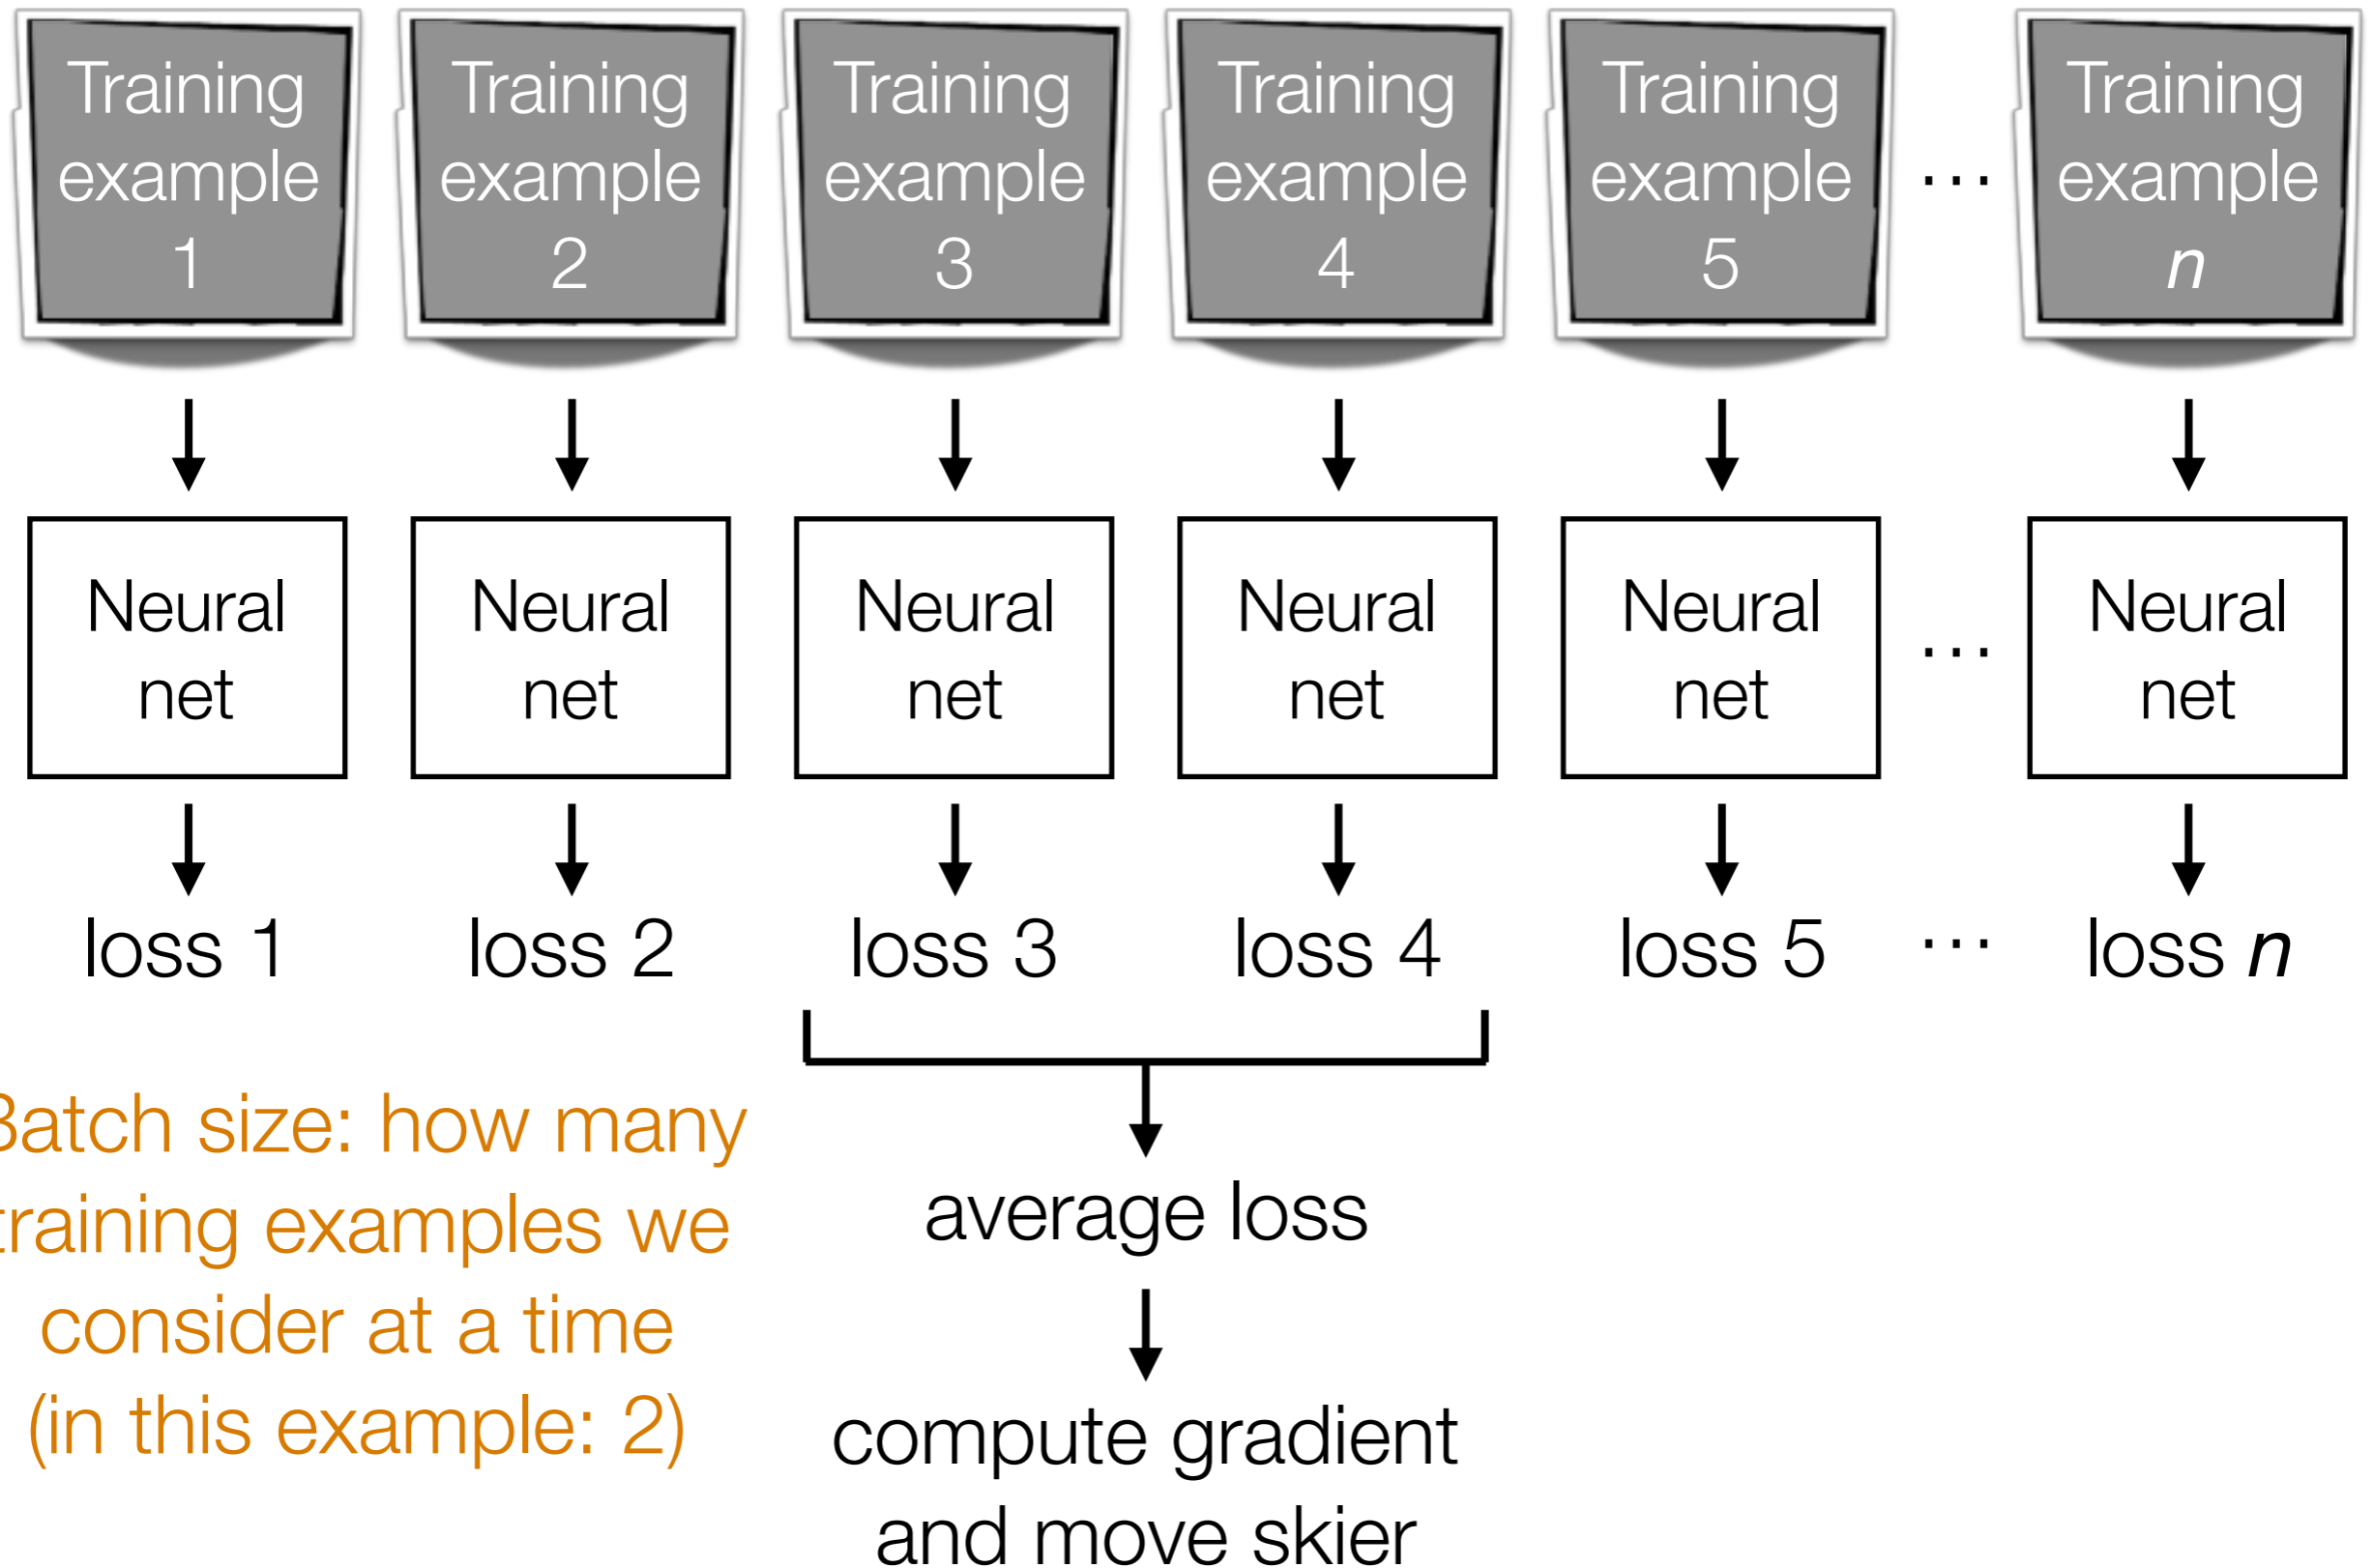 Training
example
1
Training
example
2
Training
example
3
Training
example
4
Training
example
5
...
Training
example
n
Neural
net
Neural
net
Neural
net
Neural
net
Neural
net
...
Neural
net
loss 1
loss 2
loss 3
loss 4
loss 5
...
loss n
Batch size: how many
training examples we
consider at a time
(in this example: 2)
average loss
compute gradient
and move skier